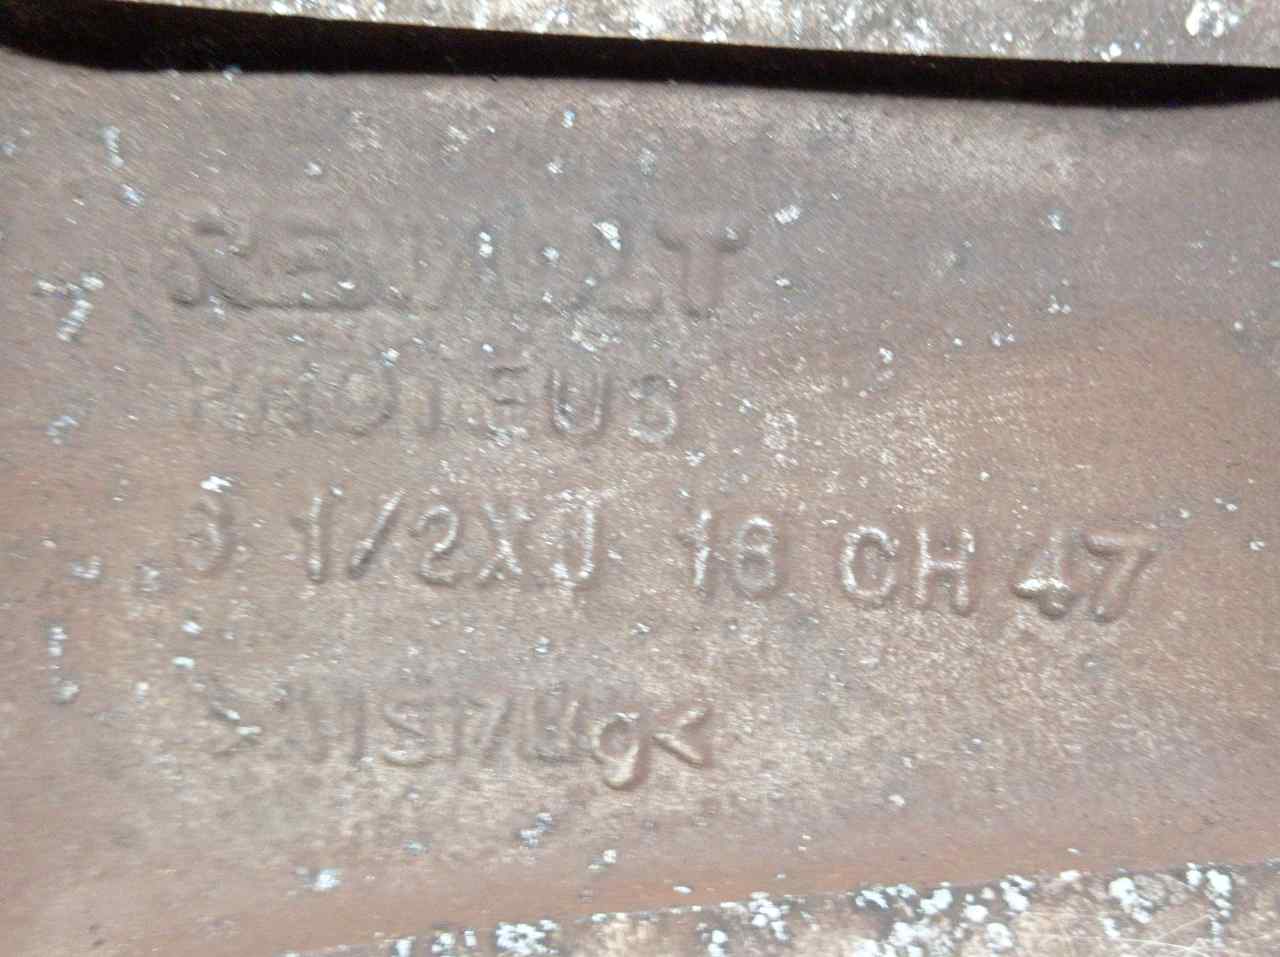 RENAULT
PROTEUS
6 1/2XJ 16 CH 47
>AlSi7Mg<